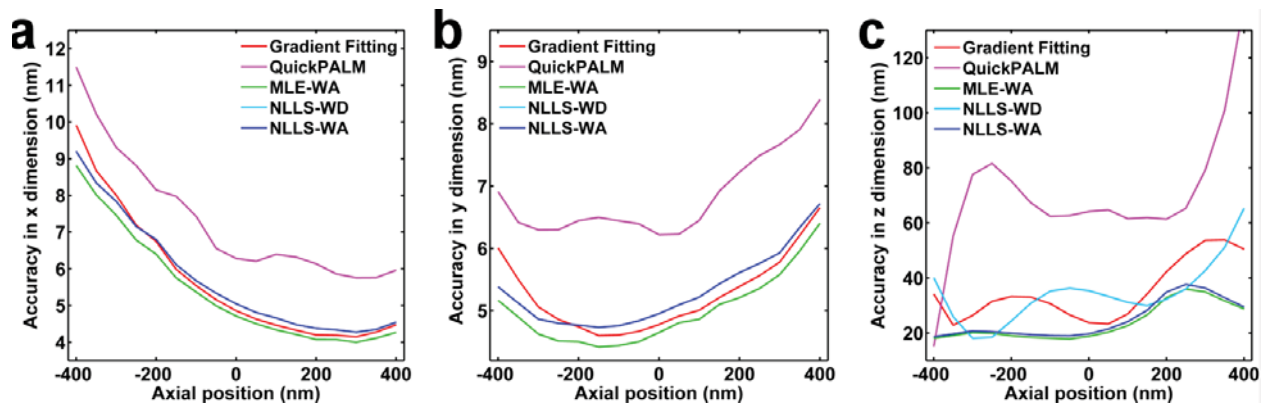 a
12
11
10
9
8
7
6
5
4
Accuracy in x dimension (nm)
Gradient Fitting
QuickPALM
MLE-WA
NLLS-WD
NLLS-WA
-400 -200 0 200 400
Axial position (nm)
b
9
8
7
6
5
Accuracy in y dimension (nm)
Gradient Fitting
QuickPALM
MLE-WA
NLLS-WD
NLLS-WA
-400 -200 0 200 400
Axial position (nm)
c
120
100
80
60
40
20
Accuracy in z dimension (nm)
Gradient Fitting
QuickPALM
MLE-WA
NLLS-WD
NLLS-WA
-400 -200 0 200 400
Axial position (nm)